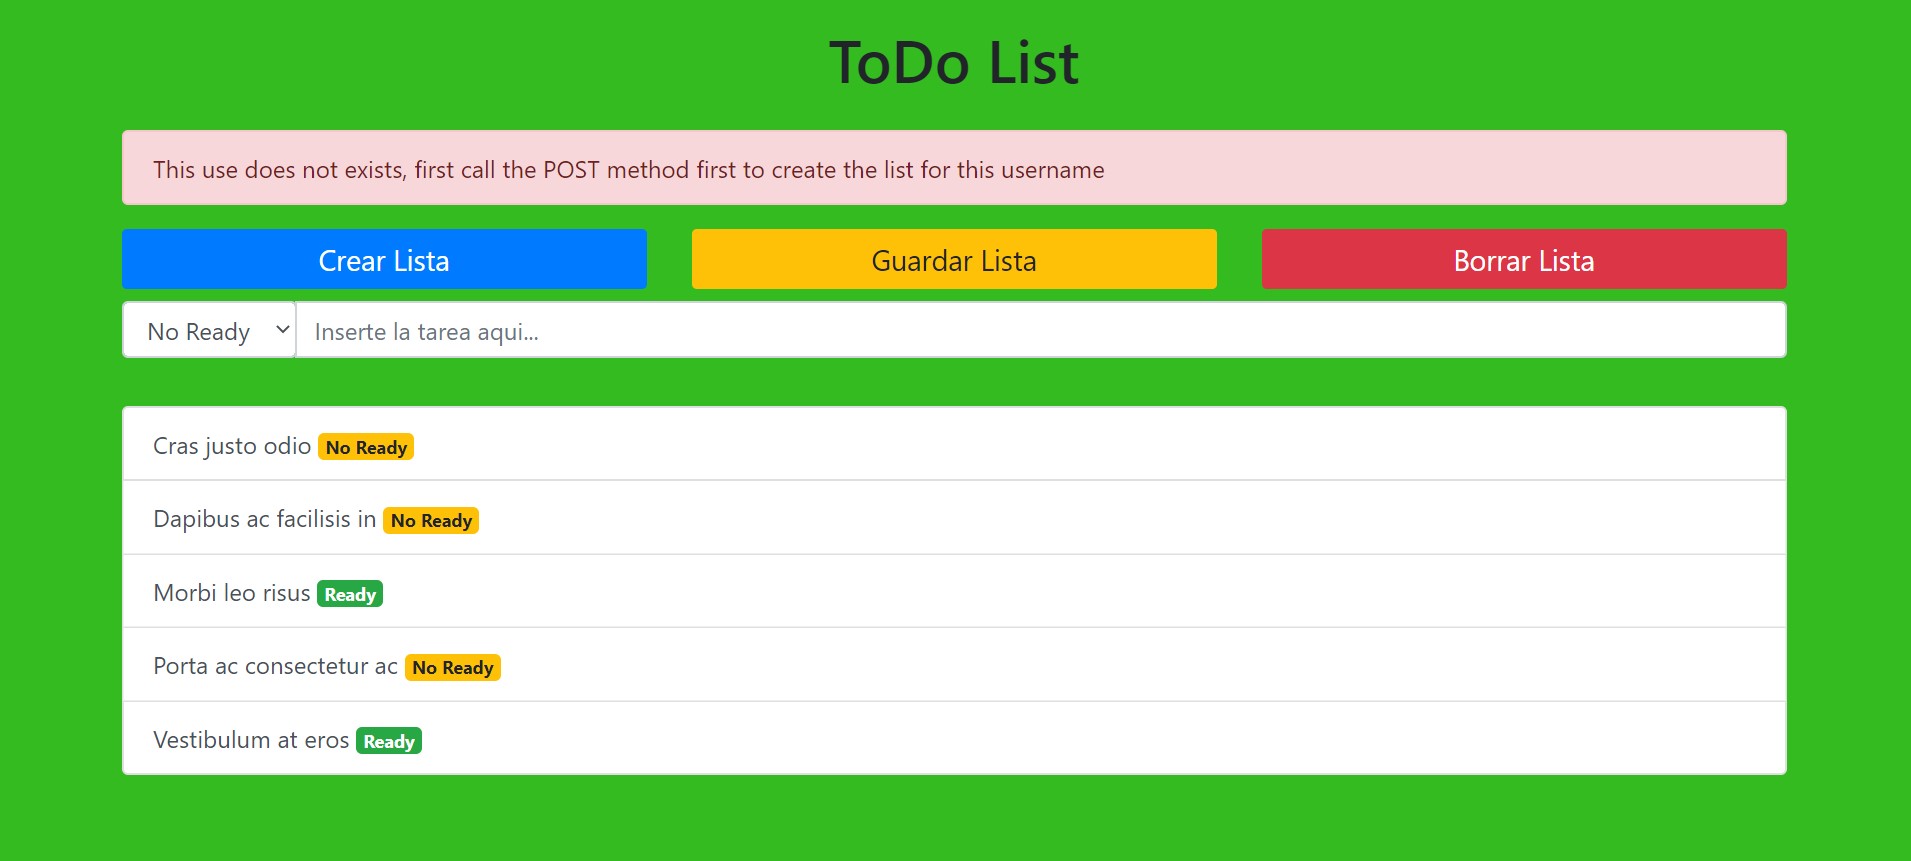 ToDo List
This use does not exists, first call the POST method first to create the list for this username
Crear Lista Guardar Lista Borrar Lista
No Ready Inserte la tarea aqui...
Cras justo odio No Ready
Dapibus ac facilisis in No Ready
Morbi leo risus Ready
Porta ac consectetur ac No Ready
Vestibulum at eros Ready